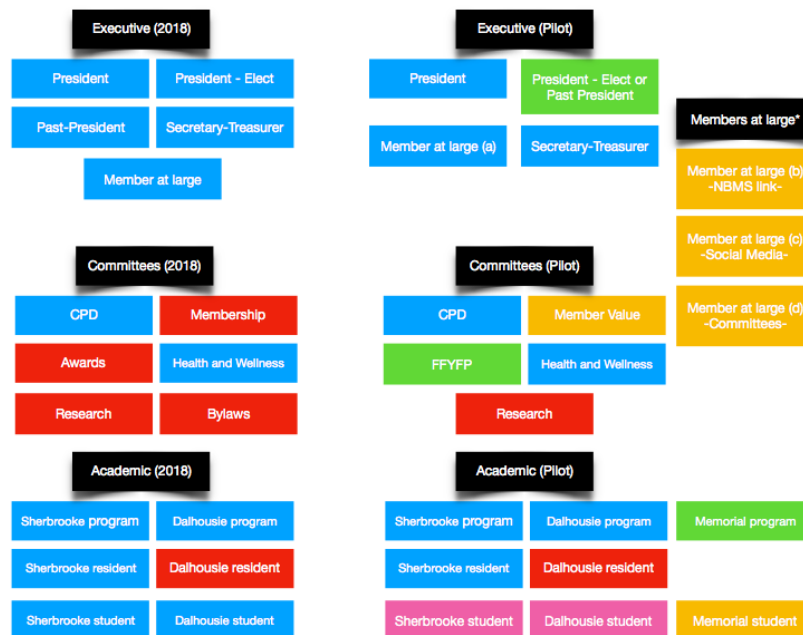 Executive (2018)
President
President - Elect
Past-President
Secretary-Treasurer
Member at large
Executive (Pilot)
President
President - Elect or
Past President
Member at large (a)
Secretary-Treasurer
Members at large*
Member at large (b)
-NBMS link-
Member at large (c)
-Social Media-
Member at large (d)
-Committees-
Committees (2018)
CPD
Membership
Awards
Health and Wellness
Research
Bylaws
Committees (Pilot)
CPD
Member Value
FFYFP
Health and Wellness
Research
Academic (2018)
Sherbrooke program
Dalhousie program
Sherbrooke resident
Dalhousie resident
Sherbrooke student
Dalhousie student
Academic (Pilot)
Sherbrooke program
Dalhousie program
Memorial program
Sherbrooke resident
Dalhousie resident
Sherbrooke student
Dalhousie student
Memorial student